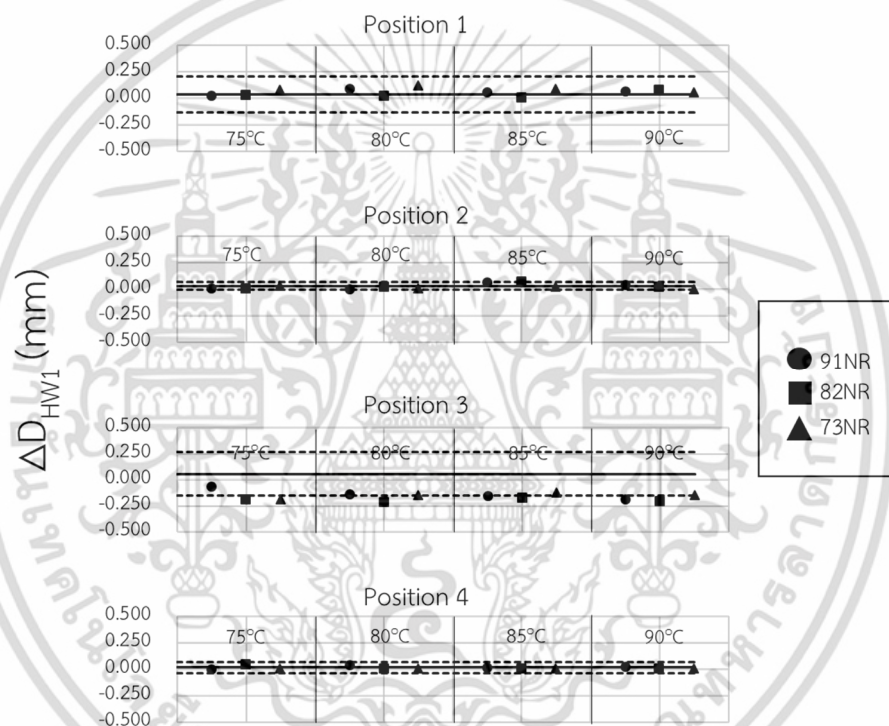 Position 1
0.500
0.250
0.000
-0.250
-0.500
75°C 80°C 85°C 90°C
Position 2
0.500
0.250
0.000
-0.250
-0.500
75°C 80°C 85°C 90°C
ΔD_HW1 (mm)
91NR
82NR
73NR
Position 3
0.500
0.250
0.000
-0.250
-0.500
75°C 80°C 85°C 90°C
Position 4
0.500
0.250
0.000
-0.250
-0.500
75°C 80°C 85°C 90°C